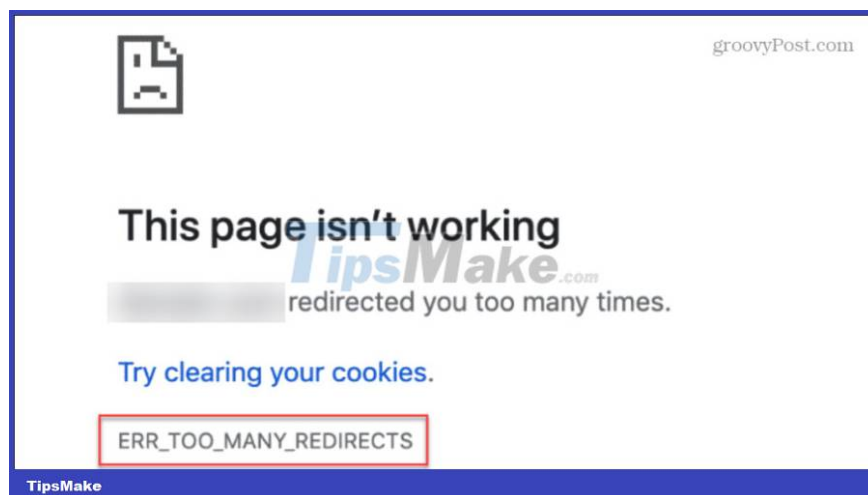 groovyPost.com
This page isn't working
TipsMake.com
redirected you too many times.
Try clearing your cookies.
ERR_TOO_MANY_REDIRECTS
TipsMake